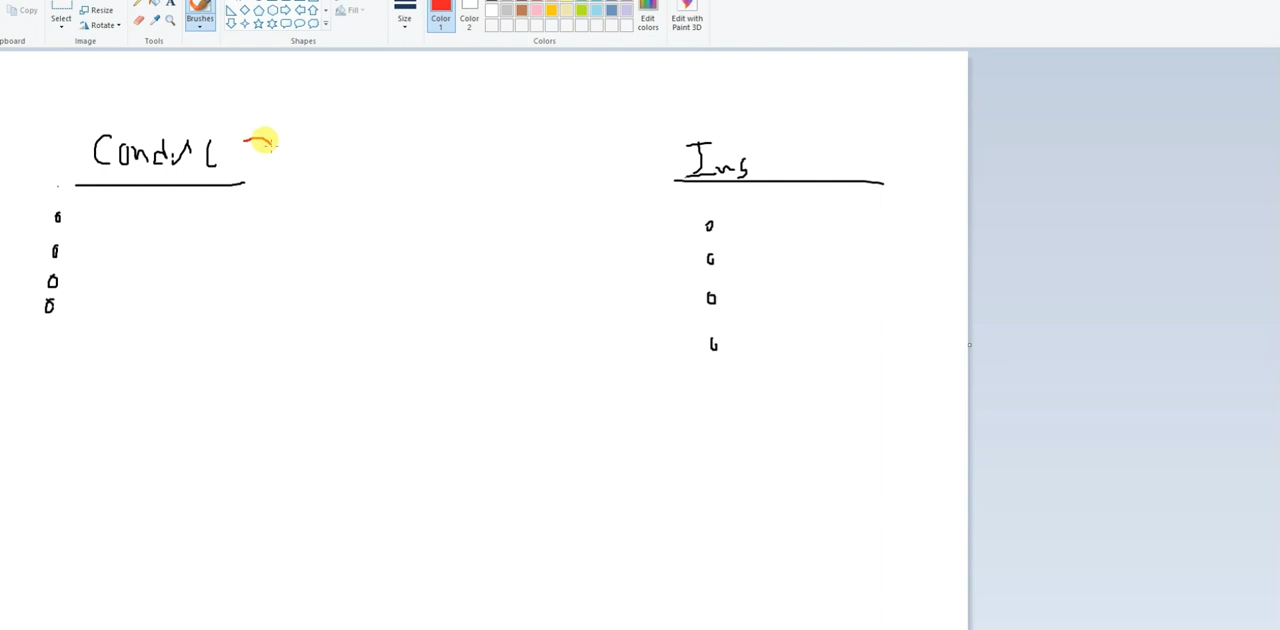 Copy
Resize
Fill
Select
Rotate
Brushes
Size
Color 1
Color 2
Edit colors
Edit with Paint 3D
pboard
Image
Tools
Shapes
Colors
Ins